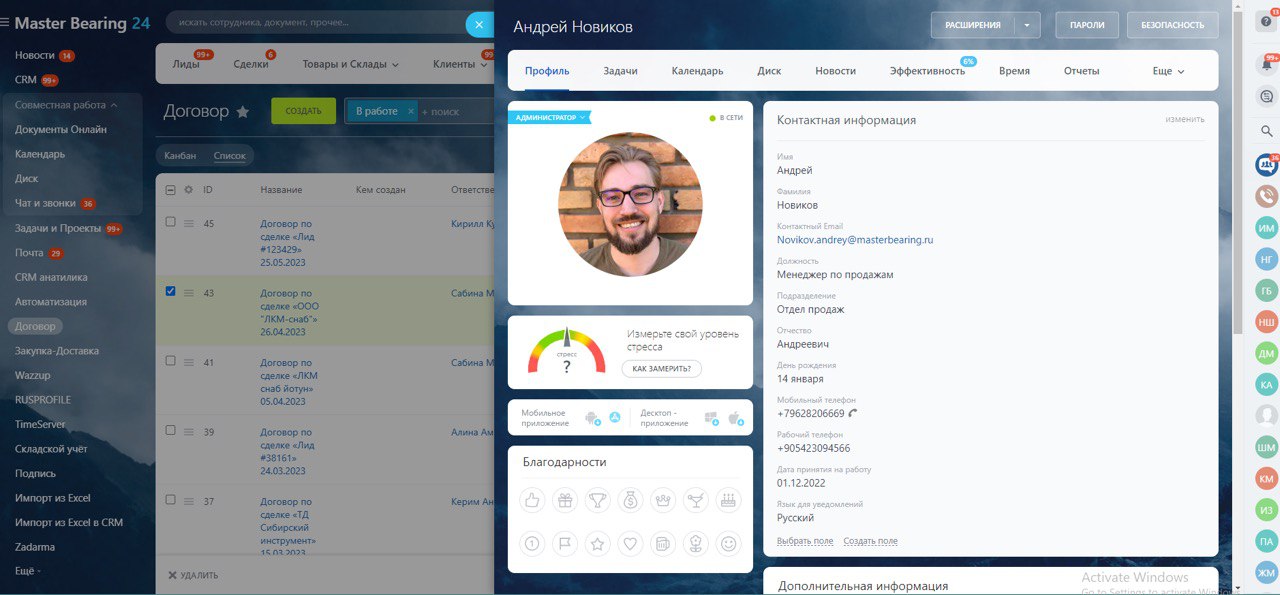 Master Bearing 24
искать сотрудника, документ, прочее...
Новости 14
CRM 99+
Совместная работа
Документы Онлайн
Календарь
Диск
Чат и звонки 36
Задачи и Проекты 99+
Почта 29
CRM анатилика
Автоматизация
Договор
Закупка-Доставка
Wazzup
RUSPROFILE
TimeServer
Складской учёт
Подпись
Импорт из Excel
Импорт из Excel в CRM
Zadarma
Ещё -
Лиды 99+
Сделки 6
Товары и Склады
Клиенты 99
Договор
СОЗДАТЬ
В работе ×
+ поиск
Канбан
Список
ID
Название
Кем создан
Ответстве
45
Договор по
сделке «Лид
#123429»
25.05.2023
Кирилл Ку
43
Договор по
сделке «ООО
"ЛКМ-снаб"»
26.04.2023
Сабина М
41
Договор по
сделке «ЛКМ
снаб йотун»
05.04.2023
Сабина М
39
Договор по
сделке «Лид
#38161»
24.03.2023
Алина Ам
37
Договор по
сделке «ТД
Сибирский
инструмент»
15.03.2023
Керим Ан
УДАЛИТЬ
Андрей Новиков
РАСШИРЕНИЯ
ПАРОЛИ
БЕЗОПАСНОСТЬ
Профиль
Задачи
Календарь
Диск
Новости
Эффективность 6%
Время
Отчеты
Еще
АДМИНИСТРАТОР
В СЕТИ
Измерьте свой уровень
стресса
стресс
?
КАК ЗАМЕРИТЬ?
Мобильное
приложение
Десктоп -
приложение
Благодарности
Контактная информация
изменить
Имя
Андрей
Фамилия
Новиков
Контактный Email
Novikov.andrey@masterbearing.ru
Должность
Менеджер по продажам
Подразделение
Отдел продаж
Отчество
Андреевич
День рождения
14 января
Мобильный телефон
+79628206669
Рабочий телефон
+905423094566
Дата принятия на работу
01.12.2022
Язык для уведомлений
Русский
Выбрать поле
Создать поле
Дополнительная информация
Activate Windows
Go to Settings to activate Windows
13
99+
36
ИМ
НГ
ГБ
НШ
ДМ
КА
ШМ
КМ
ИЗ
ПА
ЖМ